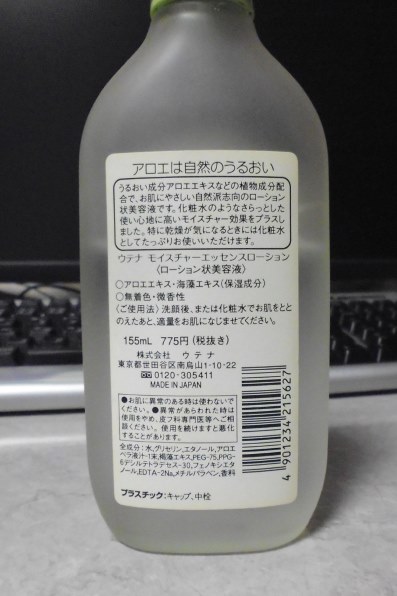 アロエは自然のうるおい
うるおい成分アロエエキスなどの植物成分配
合で、お肌にやさしい自然派志向のローション
状美容液です。化粧水のようなさらっとした
使い心地に高いモイスチャー効果をプラスし
ました。特に乾燥が気になるときには化粧水
としてたっぷりお使いいただけます。
ウテナ モイスチャーエッセンスローション
〈ローション状美容液〉
○アロエエキス・海藻エキス(保湿成分)
○無着色・微香性
〈ご使用法〉洗顔後、または化粧水でお肌をとと
のえたあと、適量をお肌になじませてください。
155mL 775円(税抜き)
株式会社 ウテナ
東京都世田谷区南烏山1-10-22
0120-305411
MADE IN JAPAN
●お肌に異常のある時は使わないで
ください。●異常があらわれた時は
使用をやめ、皮フ科専門医等へご相
談ください。使用を続けますと悪化
することがあります。
全成分:水,グリセリン,エタノール,アロエ
ベラ液汁-1末,褐藻エキス,PEG-75,PPG-
6デシルテトラデセス-30,フェノキシエタ
ノール,EDTA-2Na,メチルパラベン,香料
プラスチック:キャップ、中栓
4 901234 215627